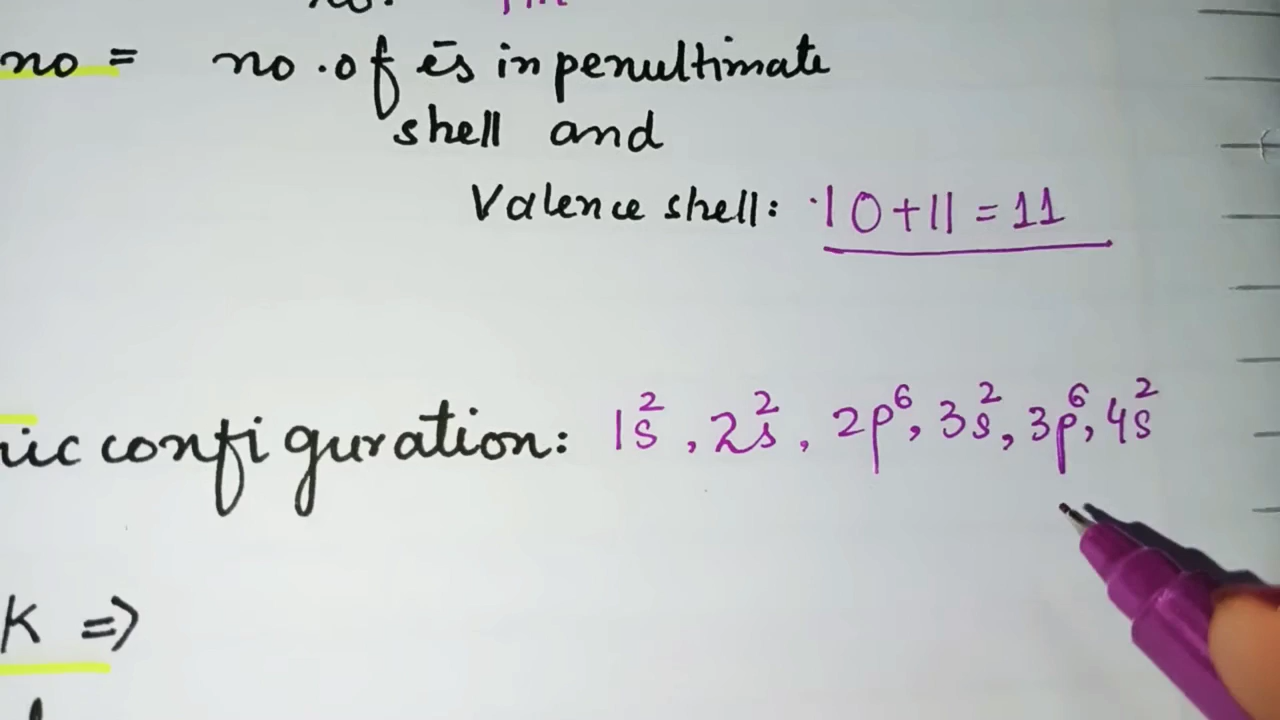 no = no. of ēs in penultimate
shell and
Valence shell: 10+11=11
configuration: 1s², 2s², 2p⁶, 3s², 3p⁶, 4s²
K =>